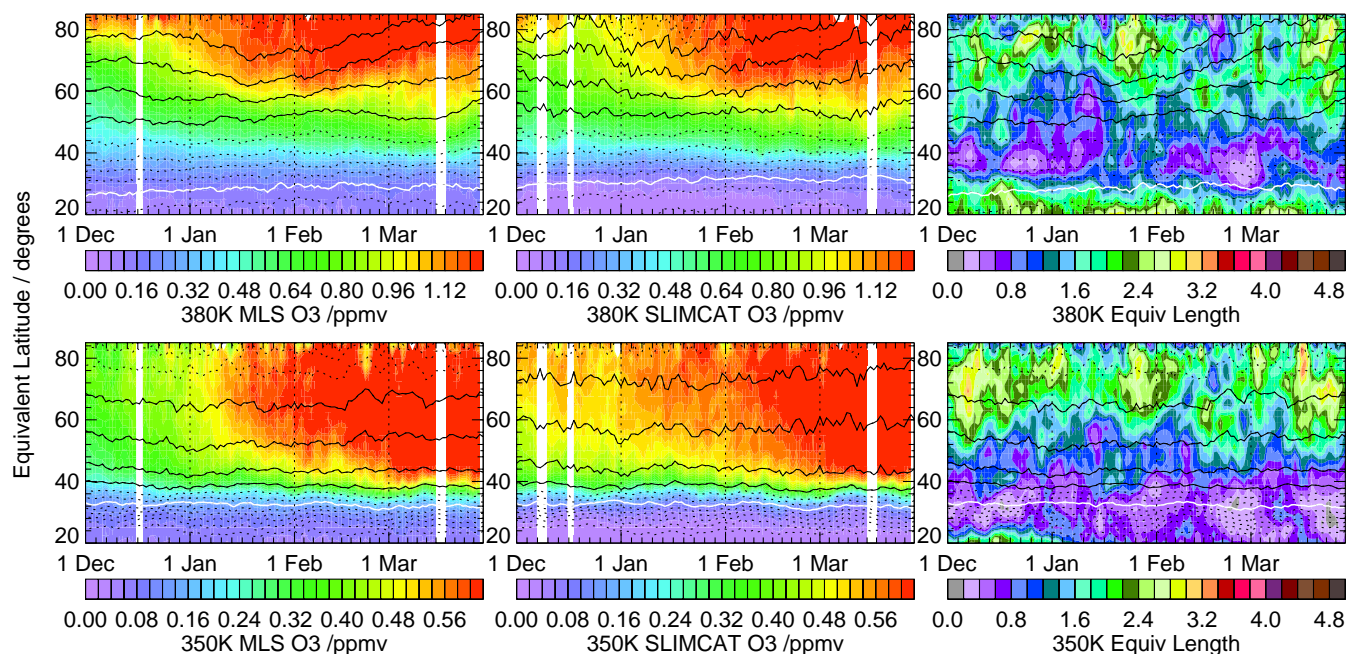 Equivalent Latitude / degrees
80
60
40
20
1 Dec 1 Jan 1 Feb 1 Mar
0.00 0.16 0.32 0.48 0.64 0.80 0.96 1.12
380K MLS O3 /ppmv
1 Dec 1 Jan 1 Feb 1 Mar
0.00 0.16 0.32 0.48 0.64 0.80 0.96 1.12
380K SLIMCAT O3 /ppmv
80
60
40
20
1 Dec 1 Jan 1 Feb 1 Mar
0.0 0.8 1.6 2.4 3.2 4.0 4.8
380K Equiv Length
80
60
40
20
1 Dec 1 Jan 1 Feb 1 Mar
0.00 0.08 0.16 0.24 0.32 0.40 0.48 0.56
350K MLS O3 /ppmv
1 Dec 1 Jan 1 Feb 1 Mar
0.00 0.08 0.16 0.24 0.32 0.40 0.48 0.56
350K SLIMCAT O3 /ppmv
80
60
40
20
1 Dec 1 Jan 1 Feb 1 Mar
0.0 0.8 1.6 2.4 3.2 4.0 4.8
350K Equiv Length